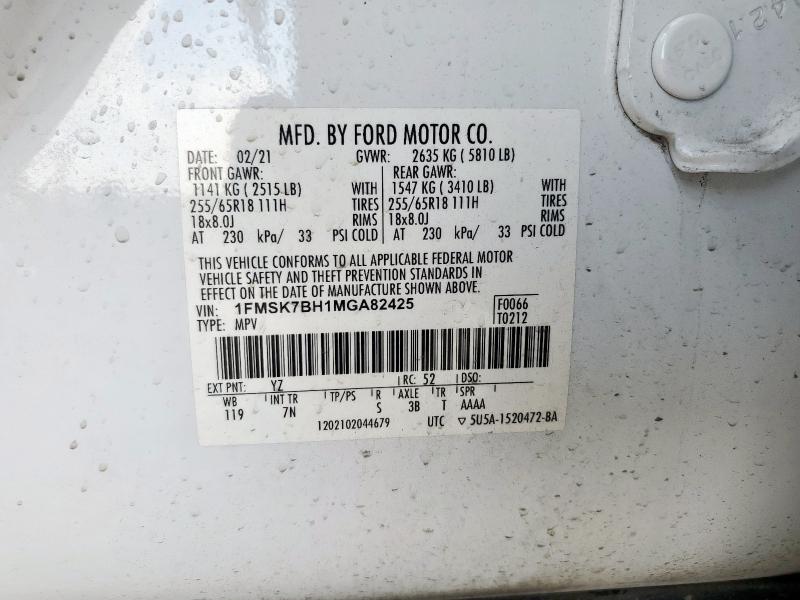 MFD. BY FORD MOTOR CO.
DATE: 02/21 GVWR: 2635 KG ( 5810 LB)
FRONT GAWR: REAR GAWR:
1141 KG ( 2515 LB) WITH 1547 KG ( 3410 LB) WITH
255/65R18 111H TIRES 255/65R18 111H TIRES
18x8.0J RIMS 18x8.0J RIMS
AT 230 kPa/ 33 PSI COLD AT 230 kPa/ 33 PSI COLD
THIS VEHICLE CONFORMS TO ALL APPLICABLE FEDERAL MOTOR
VEHICLE SAFETY AND THEFT PREVENTION STANDARDS IN
EFFECT ON THE DATE OF MANUFACTURE SHOWN ABOVE.
VIN: 1FMSK7BH1MGA82425 F0066
TYPE: MPV T0212
EXT PNT: YZ RC: 52 DSO:
WB INT TR TP/PS R AXLE TR SPR
119 7N S 3B T AAAA
1202102044679 UTC ▽ 5U5A-1520472-BA